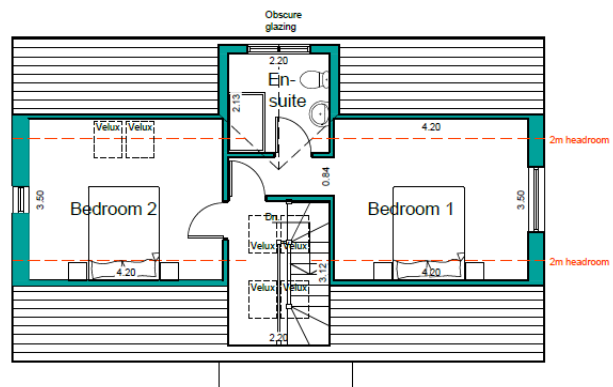 Obscure
glazing
2.20
En-
suite
2.13
Velux Velux
4.20
2m headroom
0.84
3.50
Bedroom 2
Bedroom 1
3.50
Dn
Velux Velux
3.12
4.20
4.20
2m headroom
Velux Velux
2.20